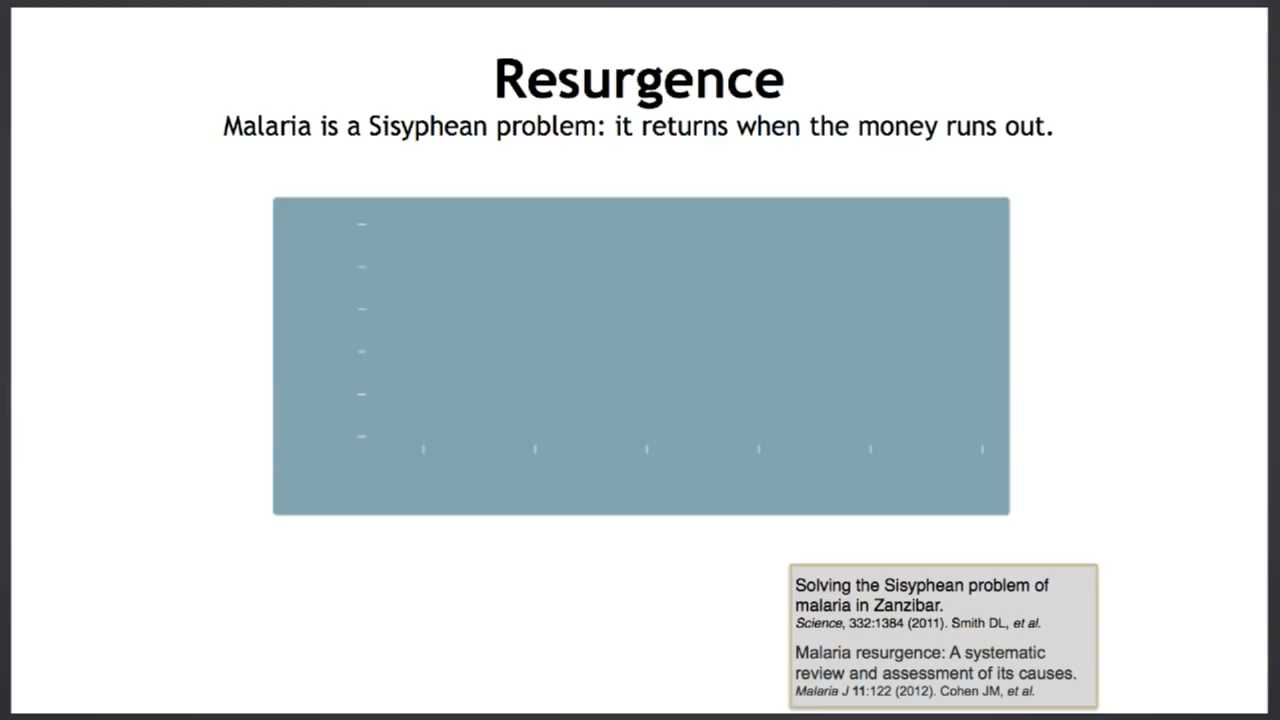 Resurgence
Malaria is a Sisyphean problem: it returns when the money runs out.
Solving the Sisyphean problem of
malaria in Zanzibar.
Science, 332:1384 (2011). Smith DL, et al.
Malaria resurgence: A systematic
review and assessment of its causes.
Malaria J 11:122 (2012). Cohen JM, et al.